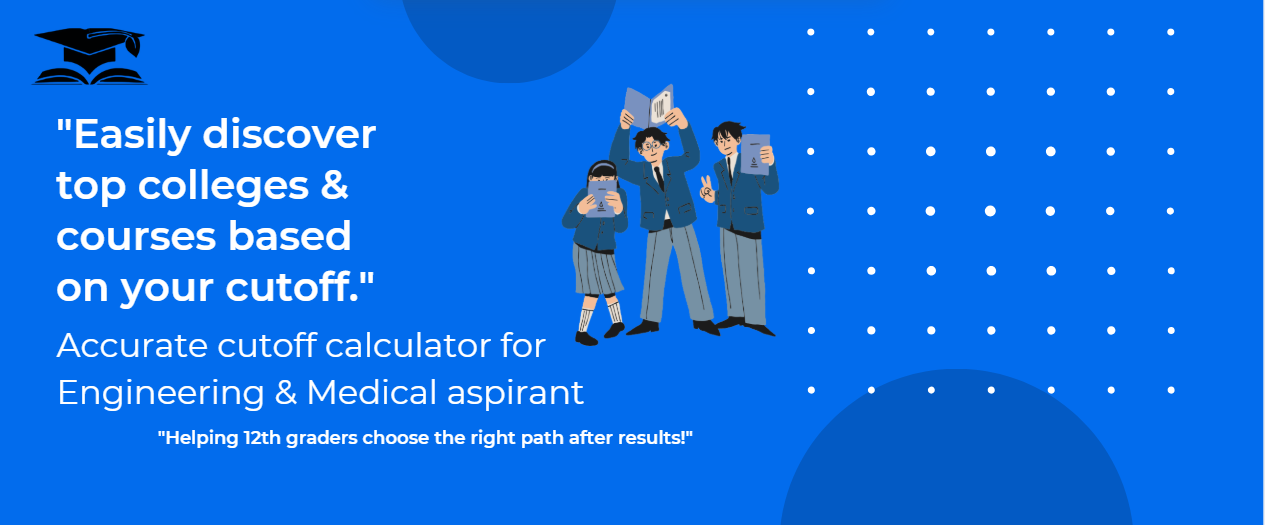 "Easily discover
top colleges &
courses based
on your cutoff."
Accurate cutoff calculator for
Engineering & Medical aspirant
"Helping 12th graders choose the right path after results!"